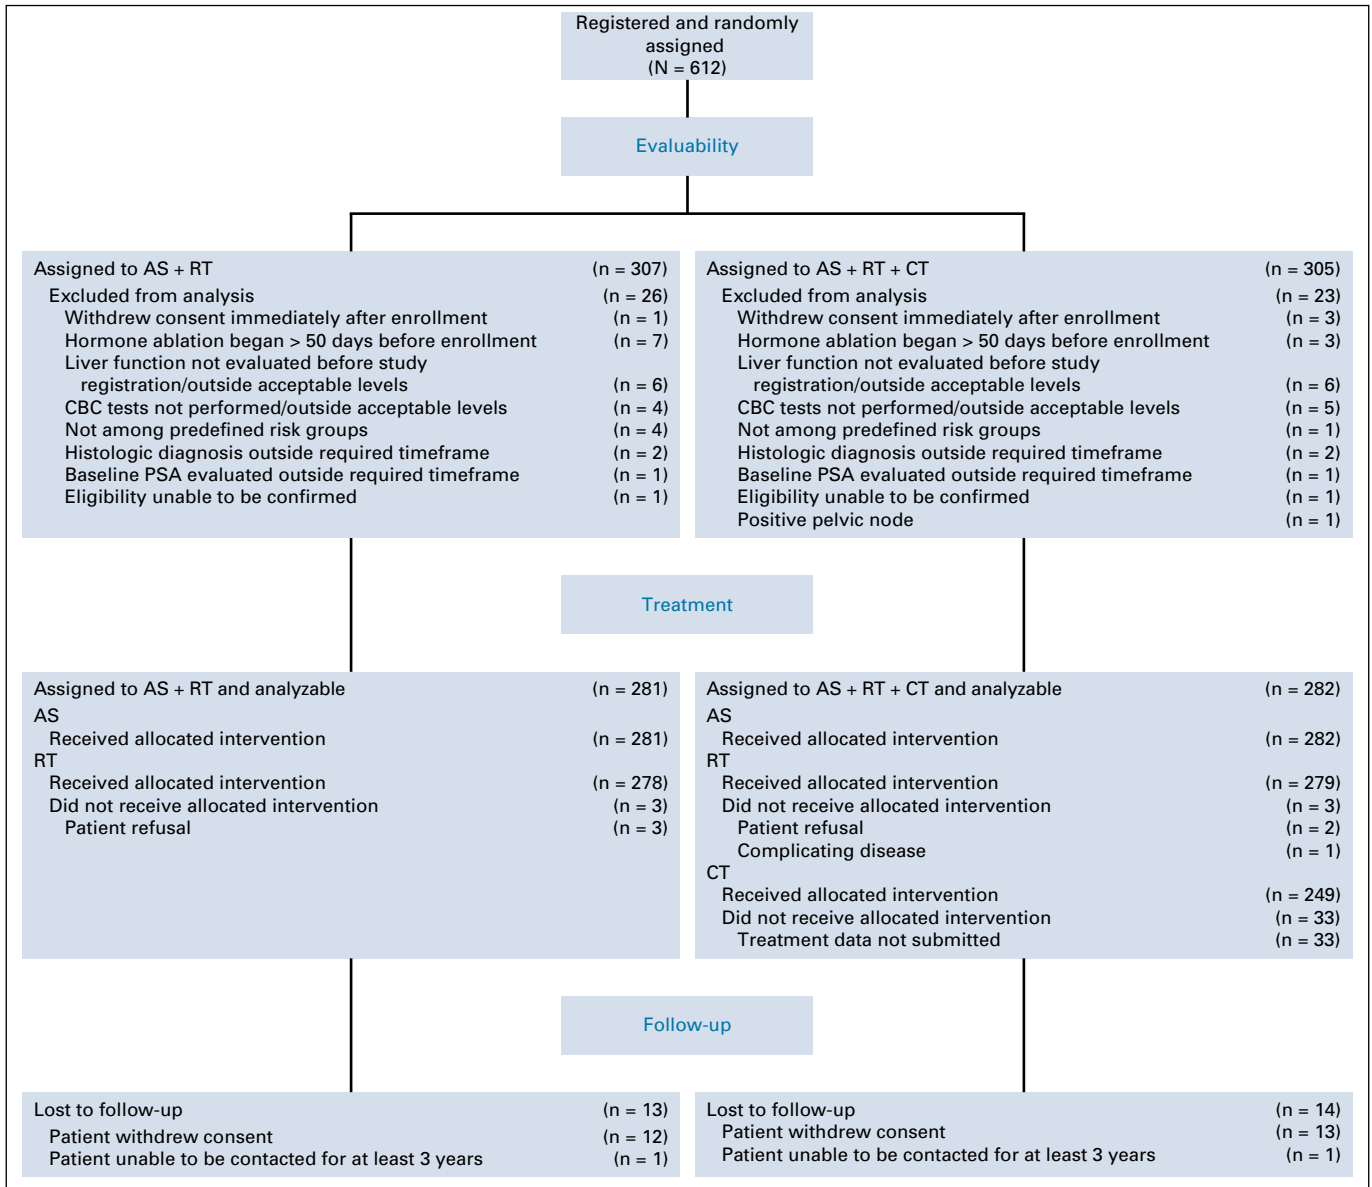 Registered and randomly
assigned
(N = 612)
Evaluability
Assigned to AS + RT (n = 307)
Excluded from analysis (n = 26)
Withdrew consent immediately after enrollment (n = 1)
Hormone ablation began > 50 days before enrollment (n = 7)
Liver function not evaluated before study
registration/outside acceptable levels (n = 6)
CBC tests not performed/outside acceptable levels (n = 4)
Not among predefined risk groups (n = 4)
Histologic diagnosis outside required timeframe (n = 2)
Baseline PSA evaluated outside required timeframe (n = 1)
Eligibility unable to be confirmed (n = 1)
Assigned to AS + RT + CT (n = 305)
Excluded from analysis (n = 23)
Withdrew consent immediately after enrollment (n = 3)
Hormone ablation began > 50 days before enrollment (n = 3)
Liver function not evaluated before study
registration/outside acceptable levels (n = 6)
CBC tests not performed/outside acceptable levels (n = 5)
Not among predefined risk groups (n = 1)
Histologic diagnosis outside required timeframe (n = 2)
Baseline PSA evaluated outside required timeframe (n = 1)
Eligibility unable to be confirmed (n = 1)
Positive pelvic node (n = 1)
Treatment
Assigned to AS + RT and analyzable (n = 281)
AS
Received allocated intervention (n = 281)
RT
Received allocated intervention (n = 278)
Did not receive allocated intervention (n = 3)
Patient refusal (n = 3)
Assigned to AS + RT + CT and analyzable (n = 282)
AS
Received allocated intervention (n = 282)
RT
Received allocated intervention (n = 279)
Did not receive allocated intervention (n = 3)
Patient refusal (n = 2)
Complicating disease (n = 1)
CT
Received allocated intervention (n = 249)
Did not receive allocated intervention (n = 33)
Treatment data not submitted (n = 33)
Follow-up
Lost to follow-up (n = 13)
Patient withdrew consent (n = 12)
Patient unable to be contacted for at least 3 years (n = 1)
Lost to follow-up (n = 14)
Patient withdrew consent (n = 13)
Patient unable to be contacted for at least 3 years (n = 1)